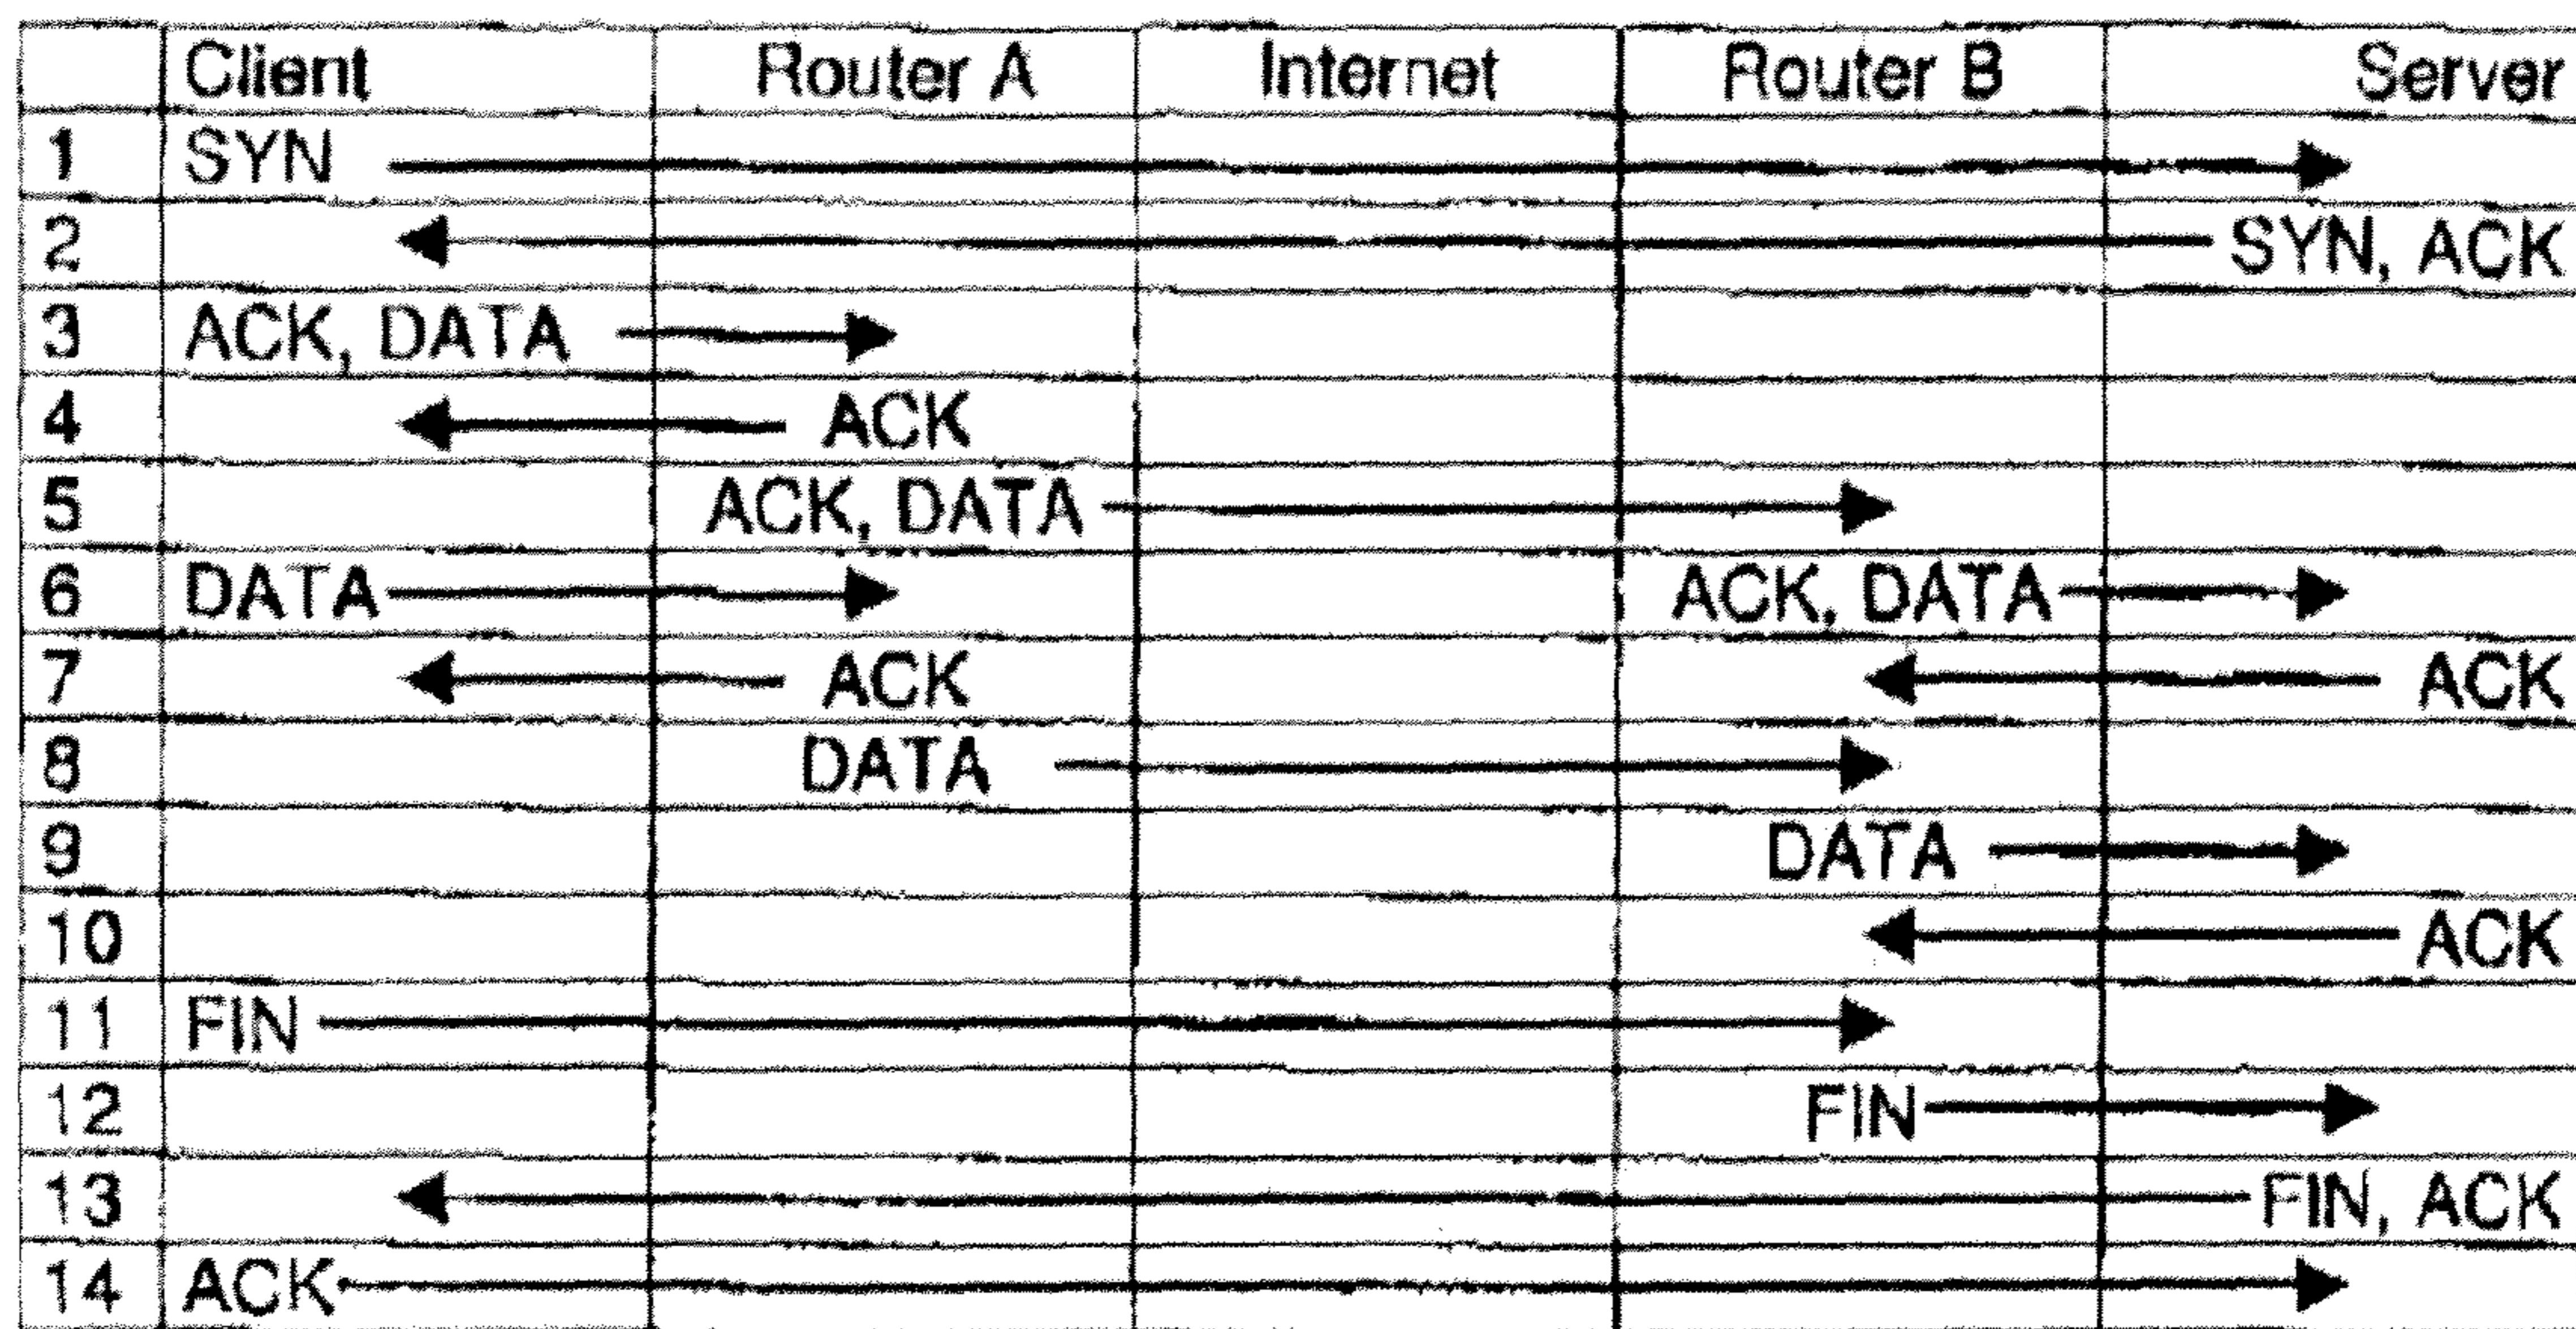 Client Router A Internet Router B Server
1 SYN
2 SYN, ACK
3 ACK, DATA
4 ACK
5 ACK, DATA
6 DATA ACK, DATA
7 ACK ACK
8 DATA
9 DATA
10 ACK
11 FIN
12 FIN
13 FIN, ACK
14 ACK